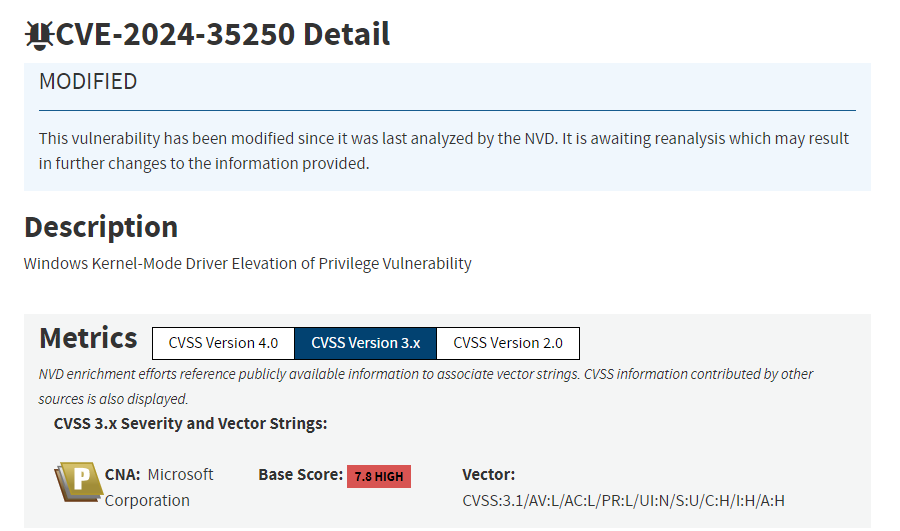 CVE-2024-35250 Detail
MODIFIED
This vulnerability has been modified since it was last analyzed by the NVD. It is awaiting reanalysis which may result
in further changes to the information provided.
Description
Windows Kernel-Mode Driver Elevation of Privilege Vulnerability
Metrics
CVSS Version 4.0
CVSS Version 3.x
CVSS Version 2.0
NVD enrichment efforts reference publicly available information to associate vector strings. CVSS information contributed by other
sources is also displayed.
CVSS 3.x Severity and Vector Strings:
P
CNA: Microsoft
Corporation
Base Score: 7.8 HIGH
Vector:
CVSS:3.1/AV:L/AC:L/PR:L/UI:N/S:U/C:H/I:H/A:H